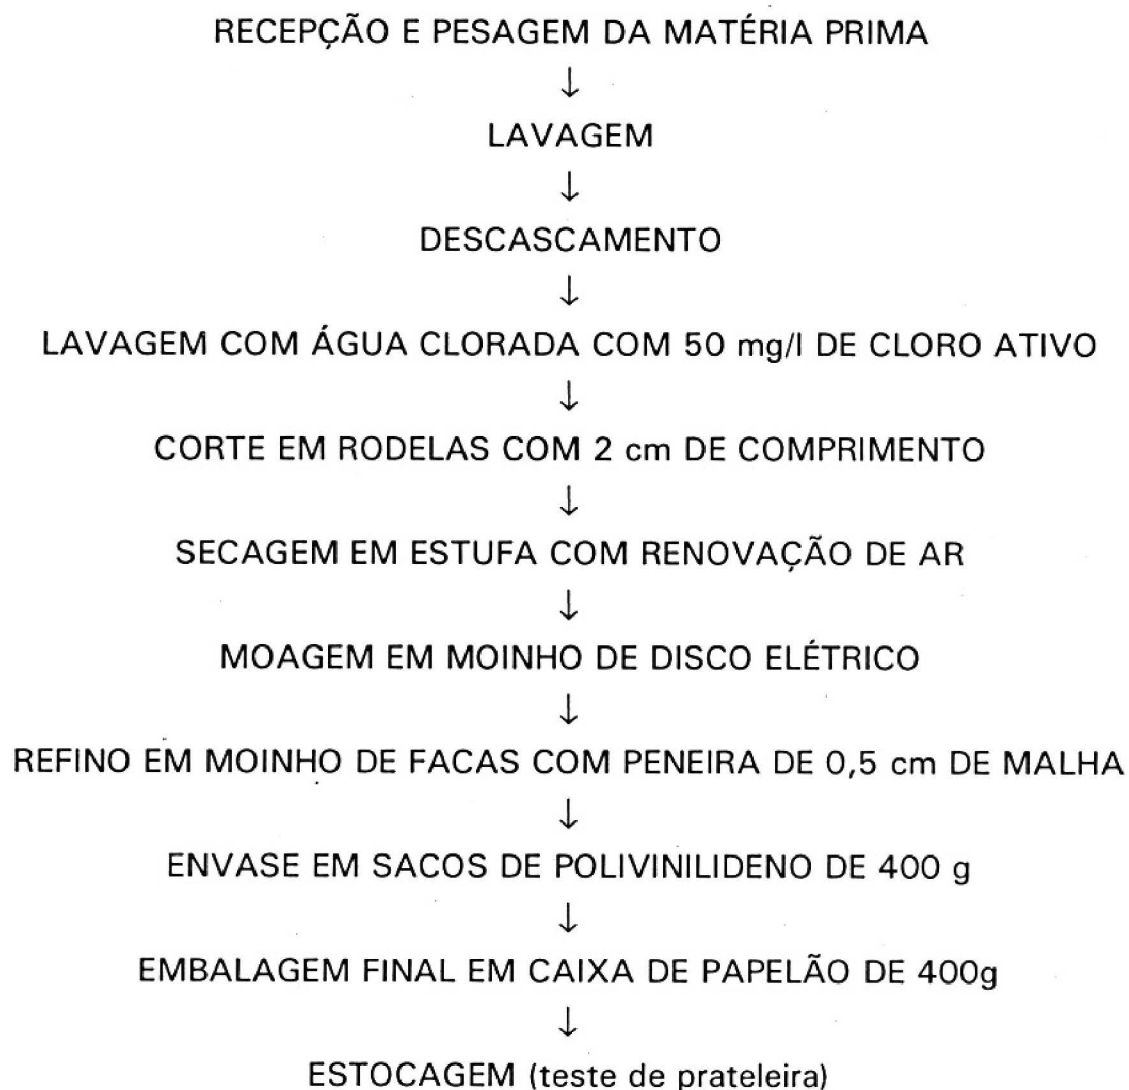 RECEPÇÃO E PESAGEM DA MATÉRIA PRIMA
↓
LAVAGEM
↓
DESCASCAMENTO
↓
LAVAGEM COM ÁGUA CLORADA COM 50 mg/l DE CLORO ATIVO
↓
CORTE EM RODELAS COM 2 cm DE COMPRIMENTO
↓
SECAGEM EM ESTUFA COM RENOVAÇÃO DE AR
↓
MOAGEM EM MOINHO DE DISCO ELÉTRICO
↓
REFINO EM MOINHO DE FACAS COM PENEIRA DE 0,5 cm DE MALHA
↓
ENVASE EM SACOS DE POLIVINILIDENO DE 400 g
↓
EMBALAGEM FINAL EM CAIXA DE PAPELÃO DE 400g
↓
ESTOCAGEM (teste de prateleira)